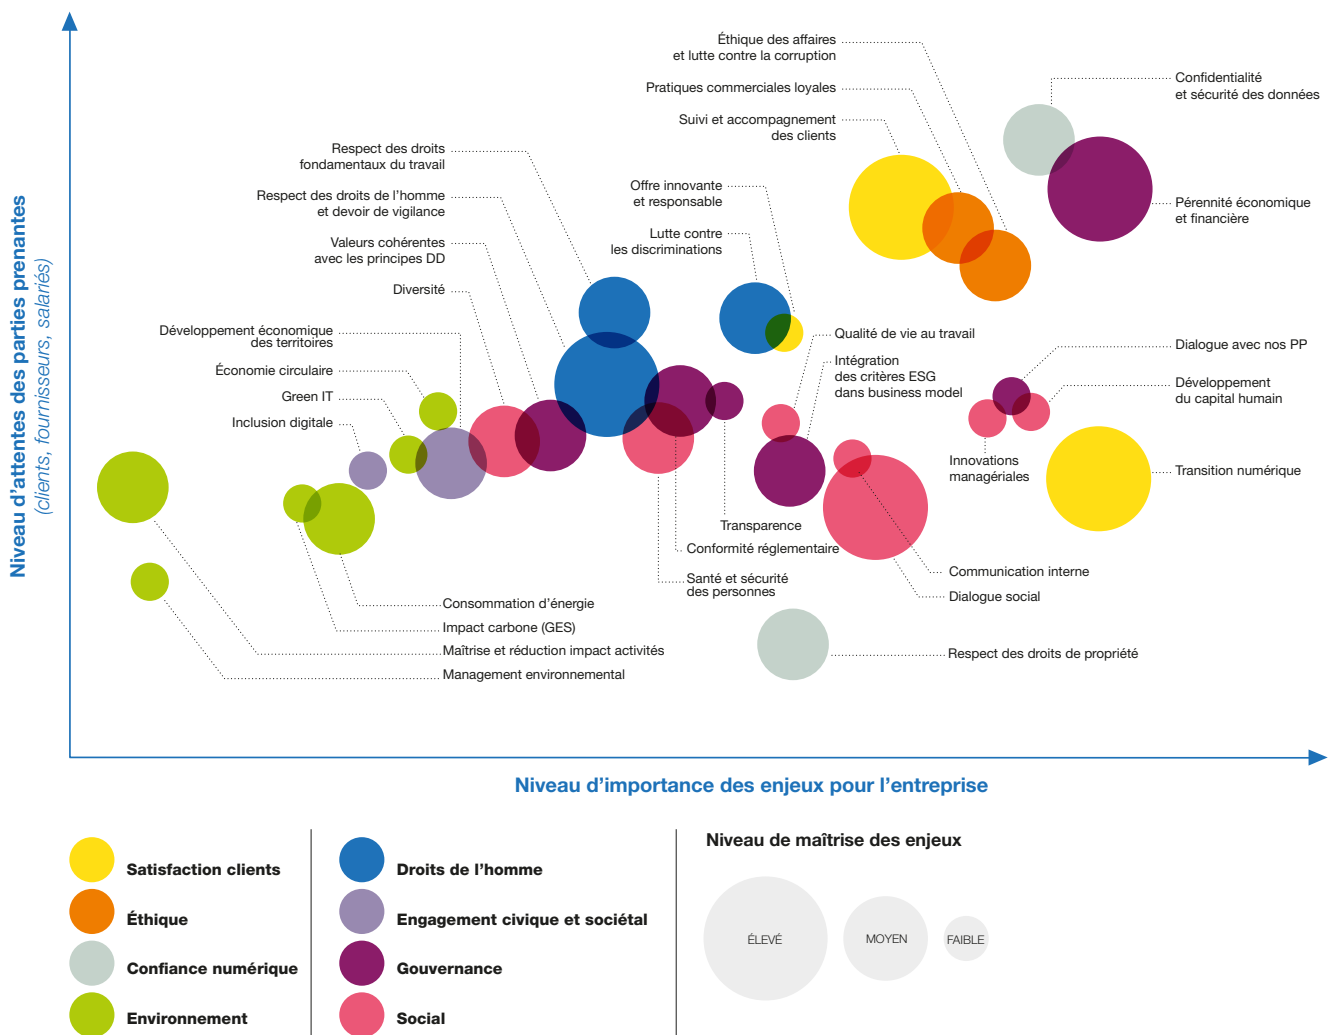 Niveau d’attentes des parties prenantes
(clients, fournisseurs, salariés)
Éthique des affaires
et lutte contre la corruption
Pratiques commerciales loyales
Suivi et accompagnement
des clients
Confidentialité
et sécurité des données
Pérennité économique
et financière
Respect des droits
fondamentaux du travail
Respect des droits de l’homme
et devoir de vigilance
Valeurs cohérentes
avec les principes DD
Diversité
Offre innovante
et responsable
Lutte contre
les discriminations
Développement économique
des territoires
Économie circulaire
Green IT
Inclusion digitale
Qualité de vie au travail
Intégration
des critères ESG
dans business model
Dialogue avec nos PP
Développement
du capital humain
Innovations
managériales
Transition numérique
Transparence
Conformité réglementaire
Santé et sécurité
des personnes
Communication interne
Dialogue social
Consommation d’énergie
Impact carbone (GES)
Maîtrise et réduction impact activités
Management environnemental
Respect des droits de propriété
Niveau d’importance des enjeux pour l’entreprise
Satisfaction clients
Éthique
Confiance numérique
Environnement
Droits de l’homme
Engagement civique et sociétal
Gouvernance
Social
Niveau de maîtrise des enjeux
ÉLEVÉ
MOYEN
FAIBLE